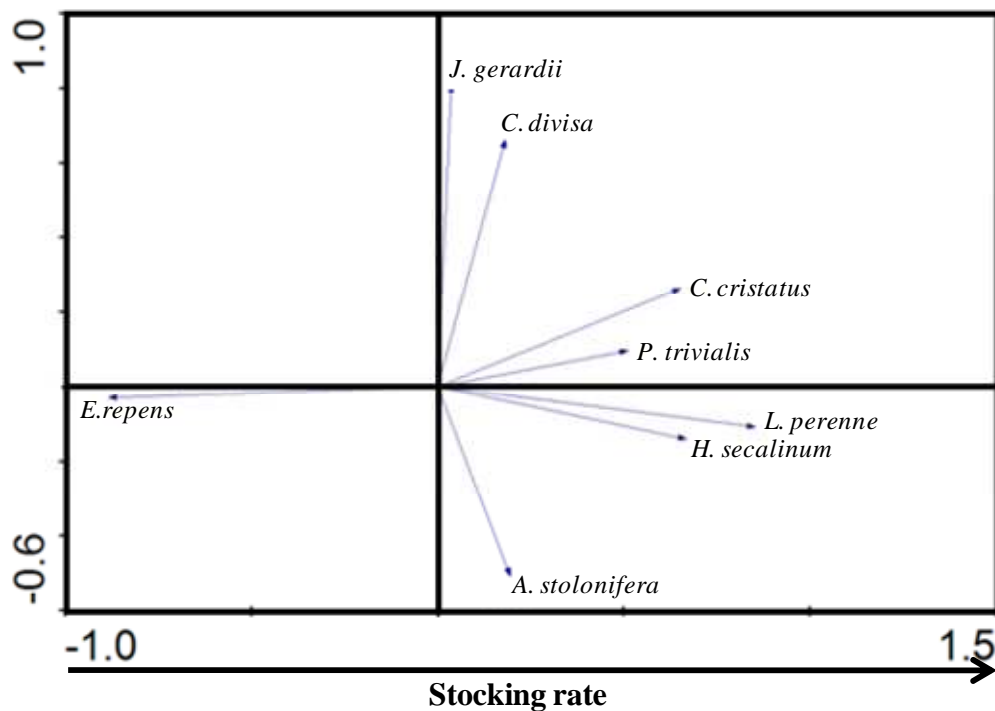 1.0
J. gerardii
C. divisa
C. cristatus
P. trivialis
E.repens
L. perenne
H. secalinum
-0.6
A. stolonifera
-1.0
1.5
Stocking rate